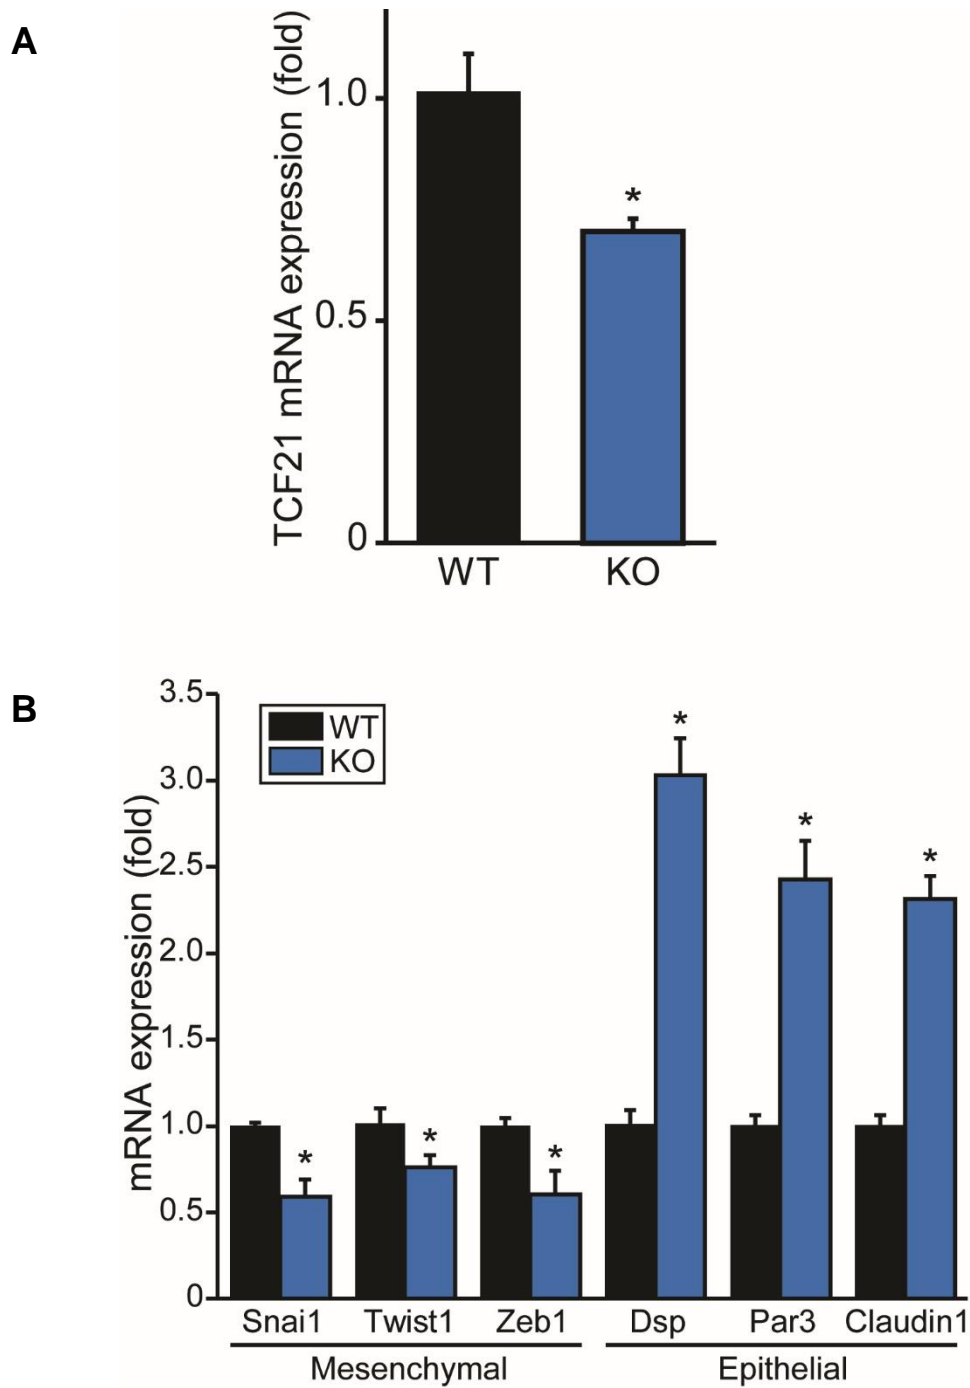 A
TCF21 mRNA expression (fold)
1.0
*
0.5
0
WT KO
B
mRNA expression (fold)
3.5
WT
KO
*
3.0
*
2.5
*
2.0
1.5
1.0
* * *
0.5
0
Snai1 Twist1 Zeb1 Dsp Par3 Claudin1
Mesenchymal Epithelial